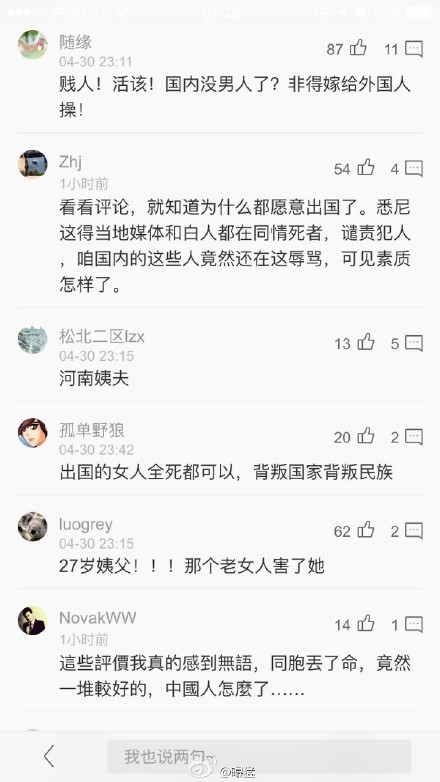 01:28
随缘
04-30 23:11
87
11
贱人！活该！国内没男人了？非得嫁给外国人
操！
Zhj
1小时前
54
4
看看评论，就知道为什么都愿意出国了。悉尼
这得当地媒体和白人都在同情死者，谴责犯人
，咱国内的这些人竟然还在这辱骂，可见素质
怎样了。
松北二区lzx
04-30 23:15
13
5
河南姨夫
孤单野狼
04-30 23:42
20
2
出国的女人全死都可以，背叛国家背叛民族
luogrey
04-30 23:15
62
2
27岁姨父！！！那个老女人害了她
NovakWW
1小时前
14
1
這些評價我真的感到無語，同胞丟了命，竟然
一堆較好的，中國人怎麼了……
我也说两句~